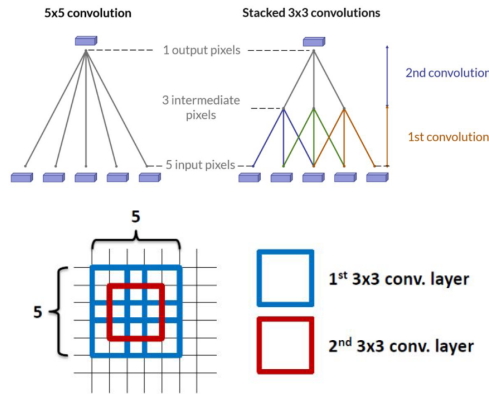 5x5 convolution
Stacked 3x3 convolutions
1 output pixels
2nd convolution
3 intermediate
pixels
1st convolution
5 input pixels
5
5
1st 3x3 conv. layer
2nd 3x3 conv. layer